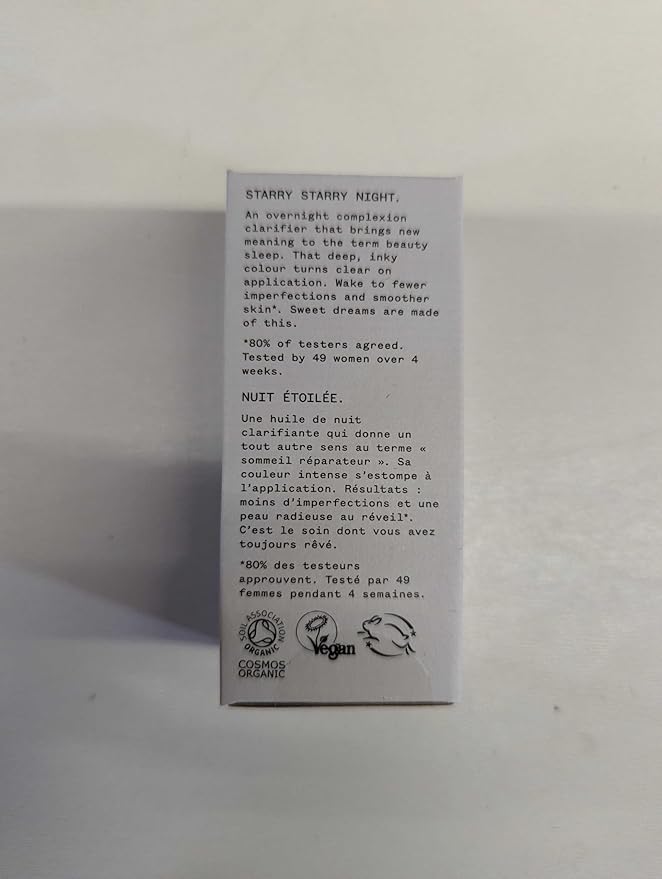 STARRY STARRY NIGHT.
An overnight complexion
clarifier that brings new
meaning to the term beauty
sleep. That deep, inky
colour turns clear on
application. Wake to fewer
imperfections and smoother
skin*. Sweet dreams are made
of this.
*80% of testers agreed.
Tested by 49 women over 4
weeks.
NUIT ÉTOILÉE.
Une huile de nuit
clarifiante qui donne un
tout autre sens au terme «
sommeil réparateur ». Sa
couleur intense s'estompe à
l'application. Résultats :
moins d'imperfections et une
peau radieuse au réveil*.
C'est le soin dont vous avez
toujours rêvé.
*80% des testeurs
approuvent. Testé par 49
femmes pendant 4 semaines.
SOIL ASSOCIATION
ORGANIC
COSMOS
ORGANIC
Vegan